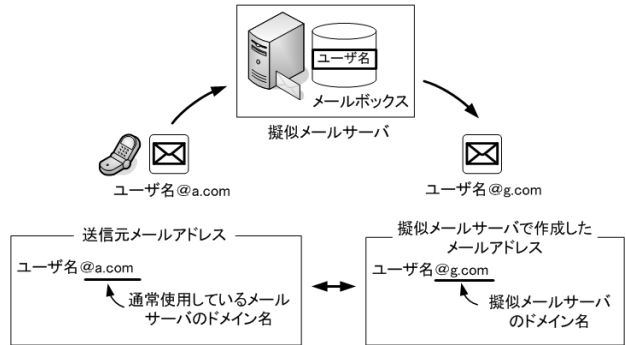 ユーザ名
メールボックス
擬似メールサーバ
ユーザ名@a.com
ユーザ名@g.com
送信元メールアドレス
ユーザ名@a.com
通常使用しているメール
サーバのドメイン名
擬似メールサーバで作成した
メールアドレス
ユーザ名@g.com
擬似メールサーバ
のドメイン名